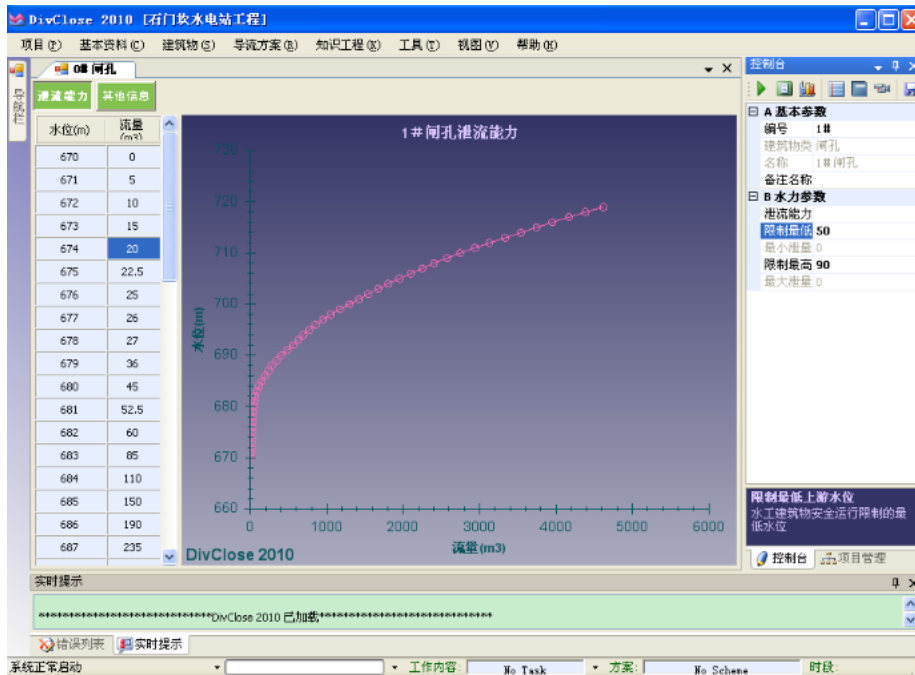 DivClose 2010 [石门坎水电站工程]
项目(P) 基本资料(C) 建筑物(S) 导流方案(R) 知识工程(K) 工具(T) 视图(V) 帮助(H)
0# 闸孔
控制台
导航栏
泄流能力 其他信息
水位(m) 流量(m3)
670 0
671 5
672 10
673 15
674 20
675 22.5
676 25
677 26
678 27
679 36
680 45
681 52.5
682 60
683 85
684 110
685 150
686 190
687 235
1#闸孔泄流能力
730
720
710
700
690
680
670
660
水位(m)
0 1000 2000 3000 4000 5000 6000
流量(m3)
DivClose 2010
A 基本参数
编号 1#
建筑物类 闸孔
名称 1#闸孔
备注名称
B 水力参数
泄流能力
限制最低 50
最小泄量 0
限制最高 90
最大泄量 0
限制最低上游水位
水工建筑物安全运行限制的最
低水位
控制台 项目管理
实时提示
****************************DivClose 2010 已加载****************************
错误列表 实时提示
系统正常启动 工作内容: No Task 方案: No Scheme 时段: